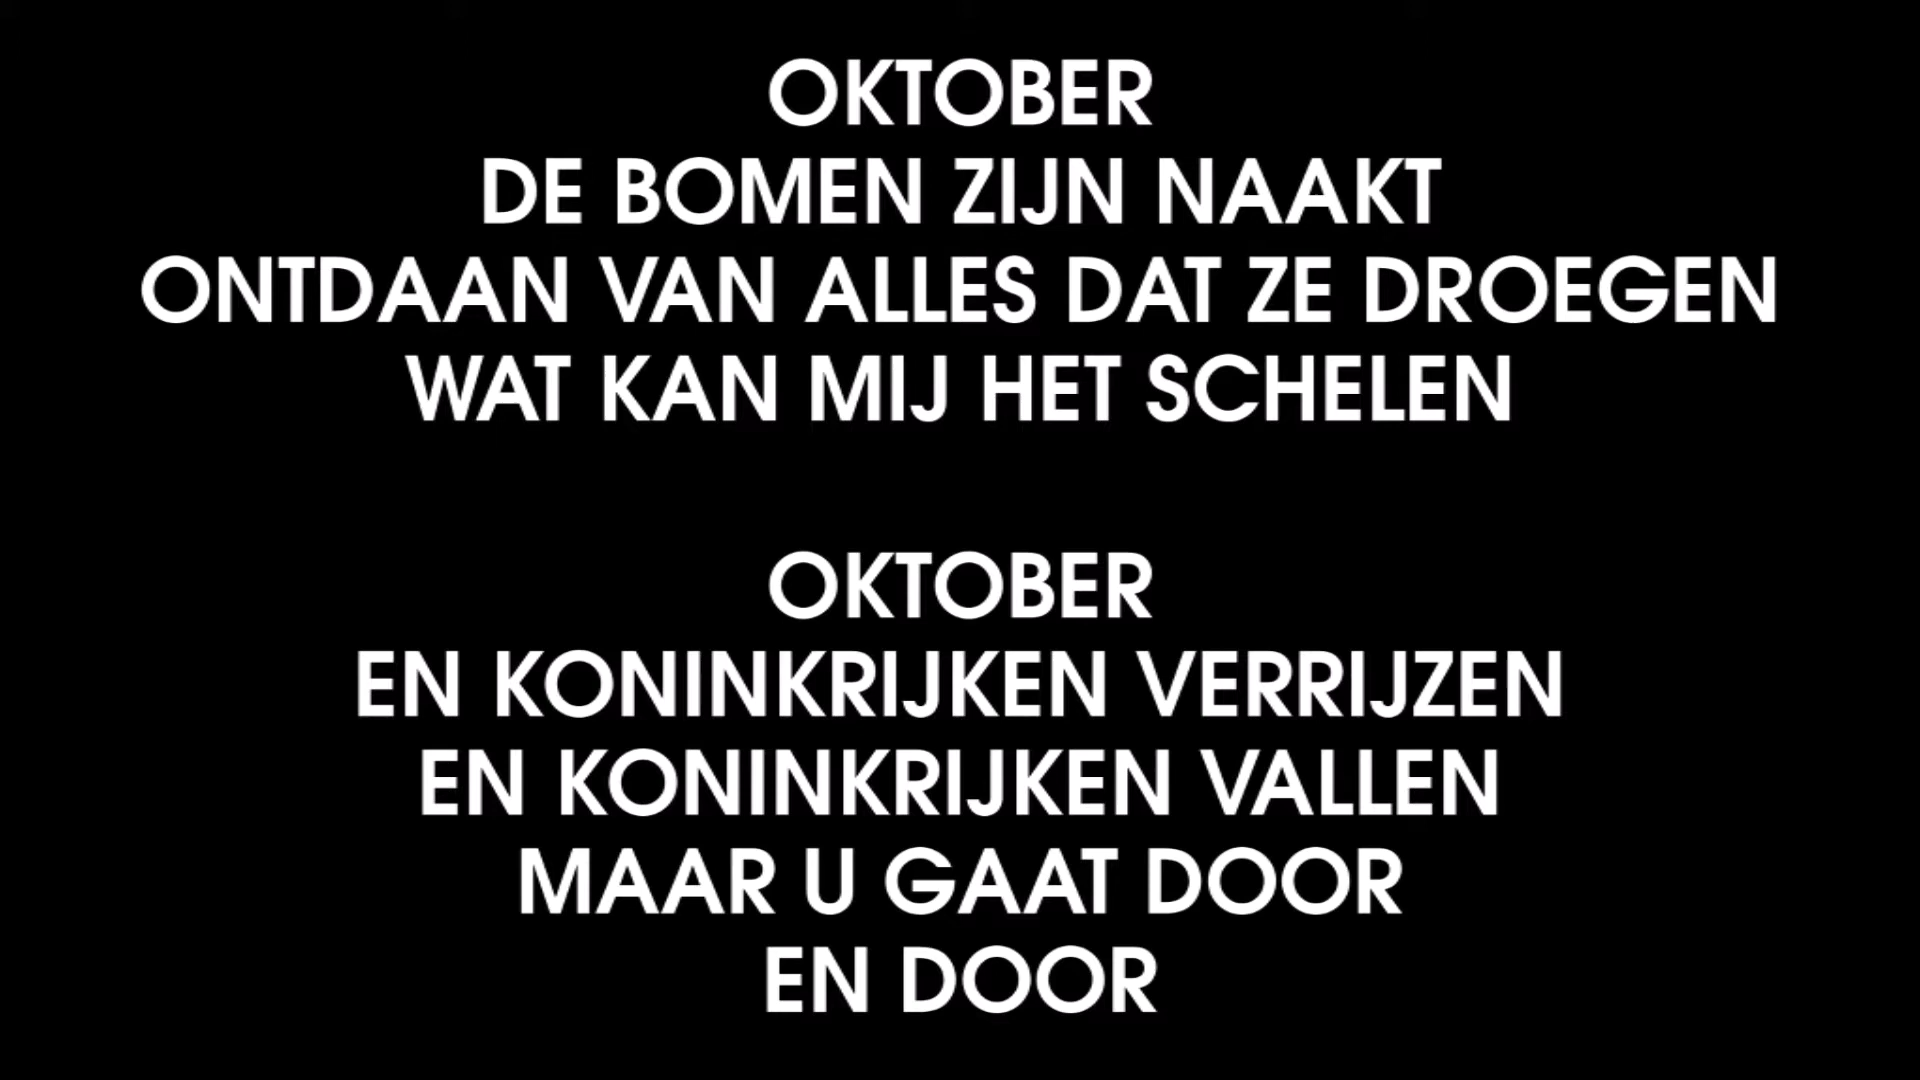 OKTOBER
DE BOMEN ZIJN NAAKT
ONTDAAN VAN ALLES DAT ZE DROEGEN
WAT KAN MIJ HET SCHELEN
OKTOBER
EN KONINKRIJKEN VERRIJZEN
EN KONINKRIJKEN VALLEN
MAAR U GAAT DOOR
EN DOOR